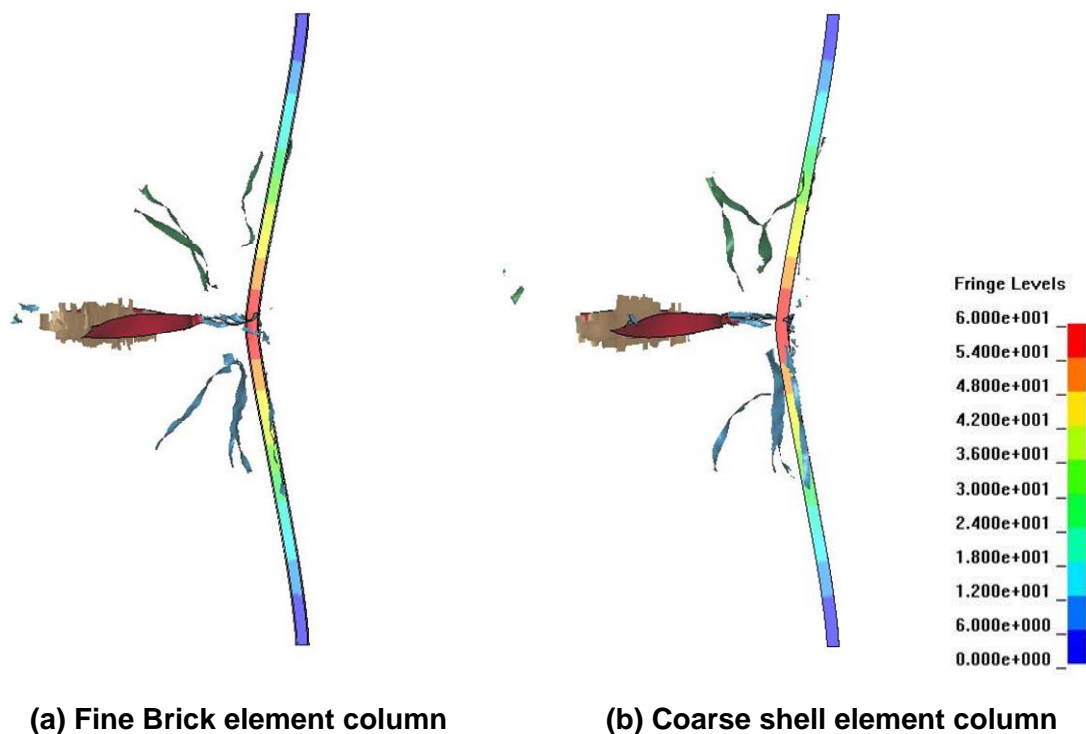 Fringe Levels
6.000e+001
5.400e+001
4.800e+001
4.200e+001
3.600e+001
3.000e+001
2.400e+001
1.800e+001
1.200e+001
6.000e+000
0.000e+000
(a) Fine Brick element column
(b) Coarse shell element column